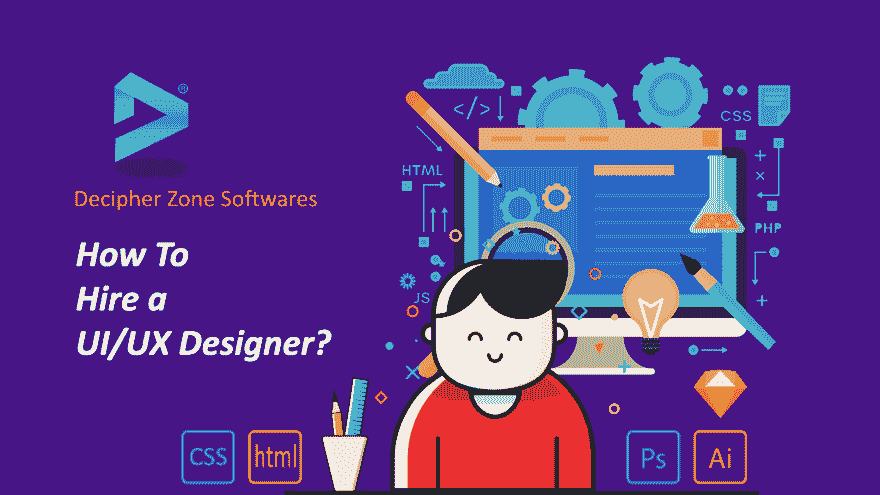 ®
Decipher Zone Softwares
How To
Hire a
UI/UX Designer?
</>
CSS
HTML
PHP
JS
CSS
html
Ps
Ai